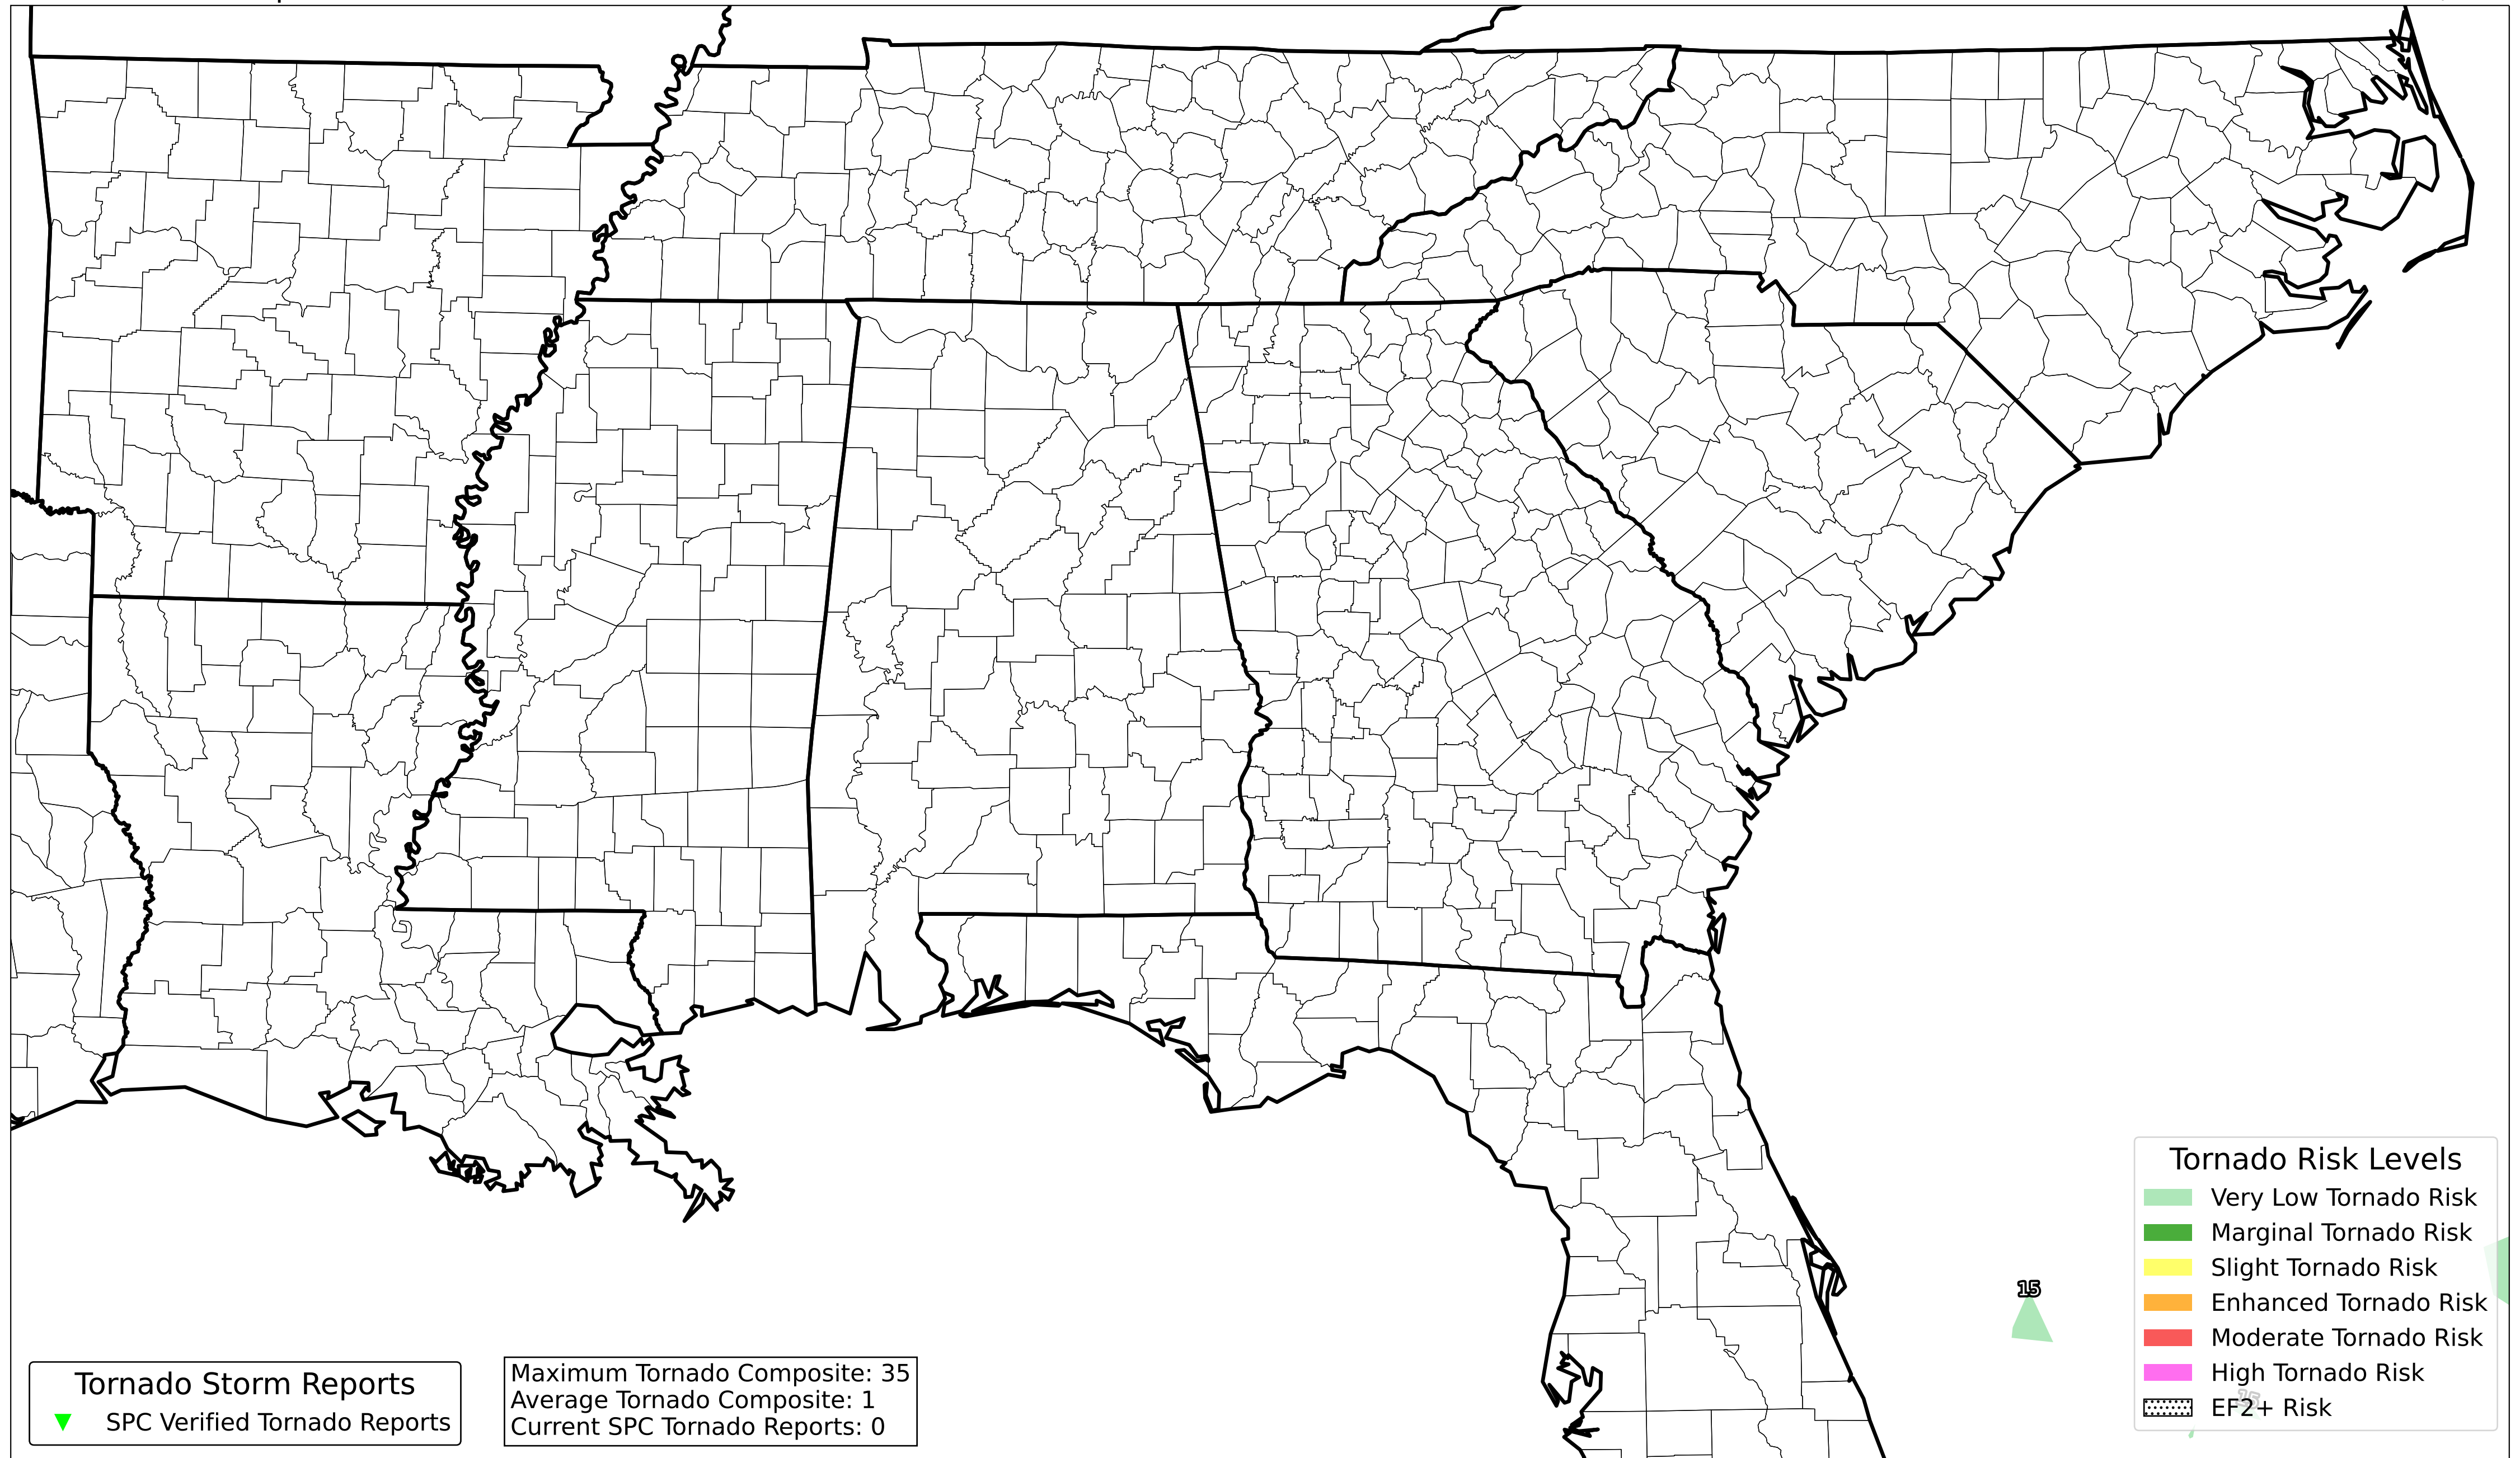 15
Tornado Risk Levels
Very Low Tornado Risk
Marginal Tornado Risk
Slight Tornado Risk
Enhanced Tornado Risk
Moderate Tornado Risk
High Tornado Risk
15
EF2+ Risk
Tornado Storm Reports
SPC Verified Tornado Reports
Maximum Tornado Composite: 35
Average Tornado Composite: 1
Current SPC Tornado Reports: 0